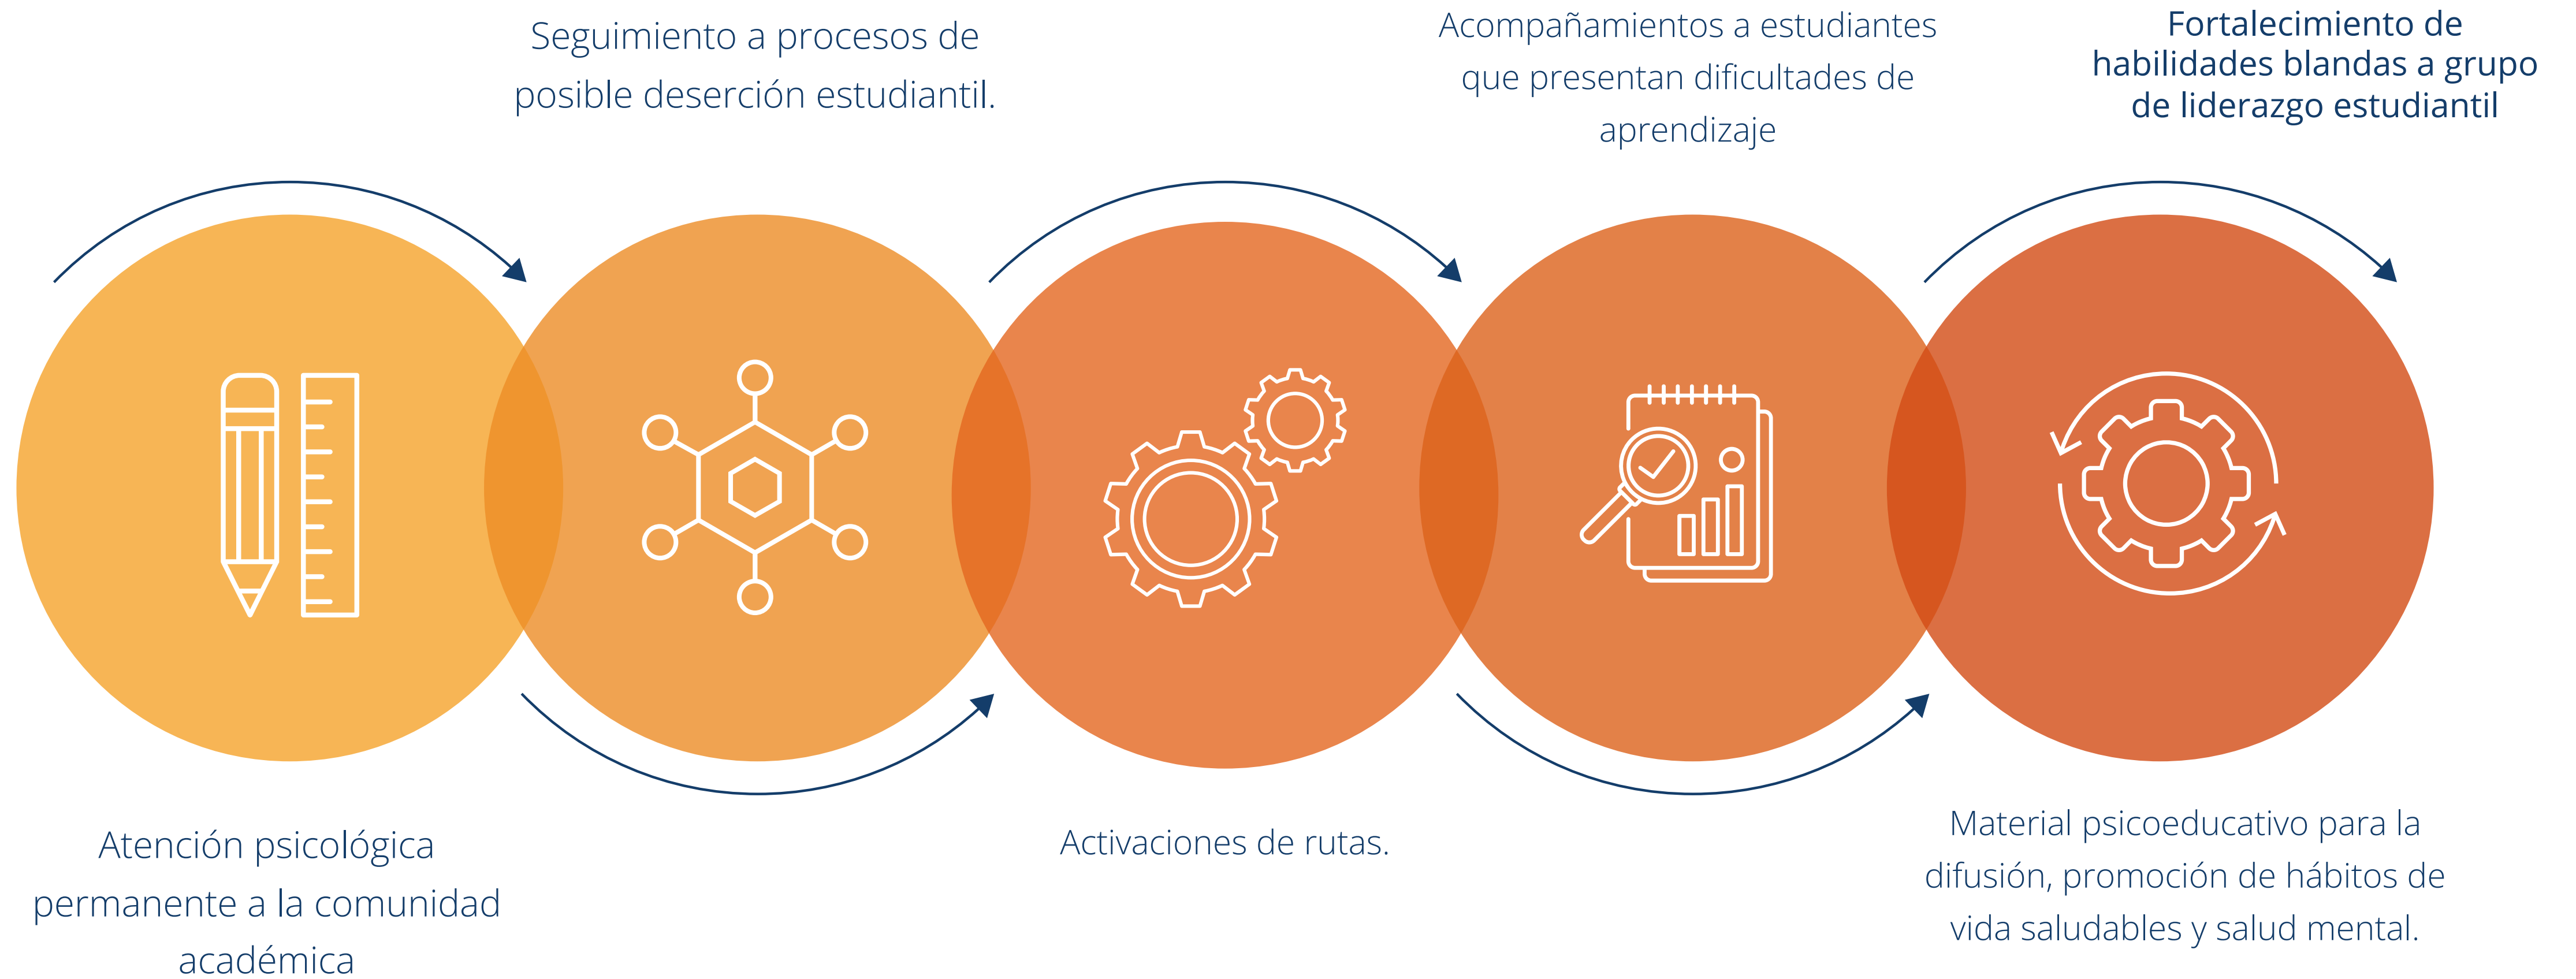 Atención psicológica
permanente a la comunidad
académica
Seguimiento a procesos de
posible deserción estudiantil.
Activaciones de rutas.
Acompañamientos a estudiantes
que presentan dificultades de
aprendizaje
Fortalecimiento de
habilidades blandas a grupo
de liderazgo estudiantil
Material psicoeducativo para la
difusión, promoción de hábitos de
vida saludables y salud mental.